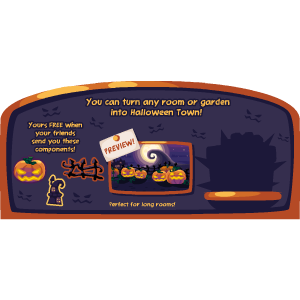 You can turn any room or garden
into Halloween Town!
Yours FREE when
your friends
send you these
components!
PREVIEW!
Perfect for long rooms!